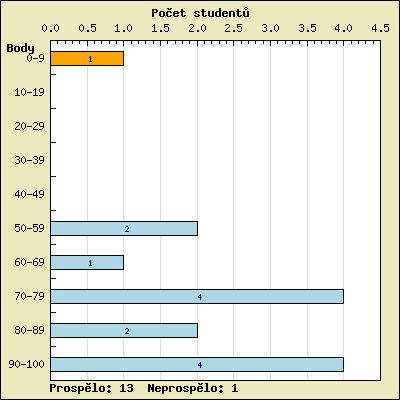 Počet studentů
0.0 0.5 1.0 1.5 2.0 2.5 3.0 3.5 4.0 4.5
Body
0-9 1
10-19
20-29
30-39
40-49
50-59 2
60-69 1
70-79 4
80-89 2
90-100 4
Prospělo: 13 Neprospělo: 1